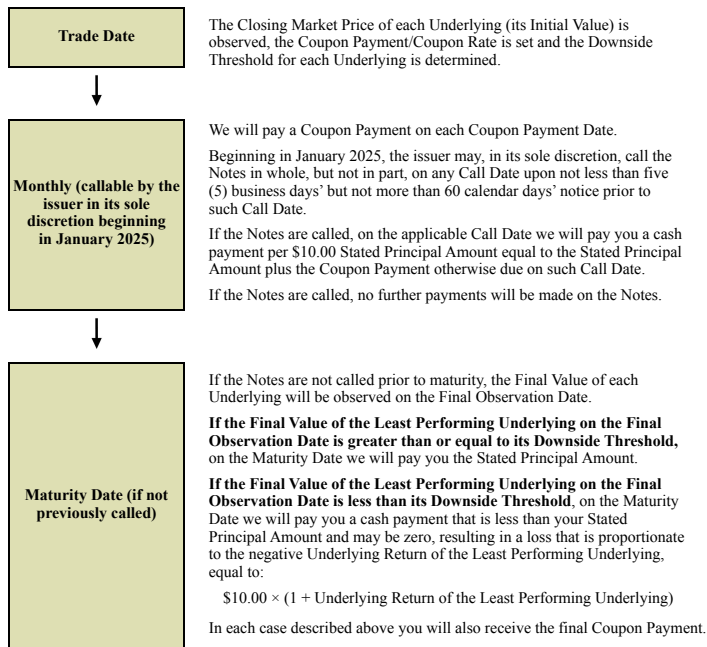 Trade Date
The Closing Market Price of each Underlying (its Initial Value) is
observed, the Coupon Payment/Coupon Rate is set and the Downside
Threshold for each Underlying is determined.
Monthly (callable by the
issuer in its sole
discretion beginning
in January 2025)
We will pay a Coupon Payment on each Coupon Payment Date.
Beginning in January 2025, the issuer may, in its sole discretion, call the
Notes in whole, but not in part, on any Call Date upon not less than five
(5) business days’ but not more than 60 calendar days’ notice prior to
such Call Date.
If the Notes are called, on the applicable Call Date we will pay you a cash
payment per $10.00 Stated Principal Amount equal to the Stated Principal
Amount plus the Coupon Payment otherwise due on such Call Date.
If the Notes are called, no further payments will be made on the Notes.
Maturity Date (if not
previously called)
If the Notes are not called prior to maturity, the Final Value of each
Underlying will be observed on the Final Observation Date.
If the Final Value of the Least Performing Underlying on the Final
Observation Date is greater than or equal to its Downside Threshold,
on the Maturity Date we will pay you the Stated Principal Amount.
If the Final Value of the Least Performing Underlying on the Final
Observation Date is less than its Downside Threshold, on the Maturity
Date we will pay you a cash payment that is less than your Stated
Principal Amount and may be zero, resulting in a loss that is proportionate
to the negative Underlying Return of the Least Performing Underlying,
equal to:
$10.00 × (1 + Underlying Return of the Least Performing Underlying)
In each case described above you will also receive the final Coupon Payment.